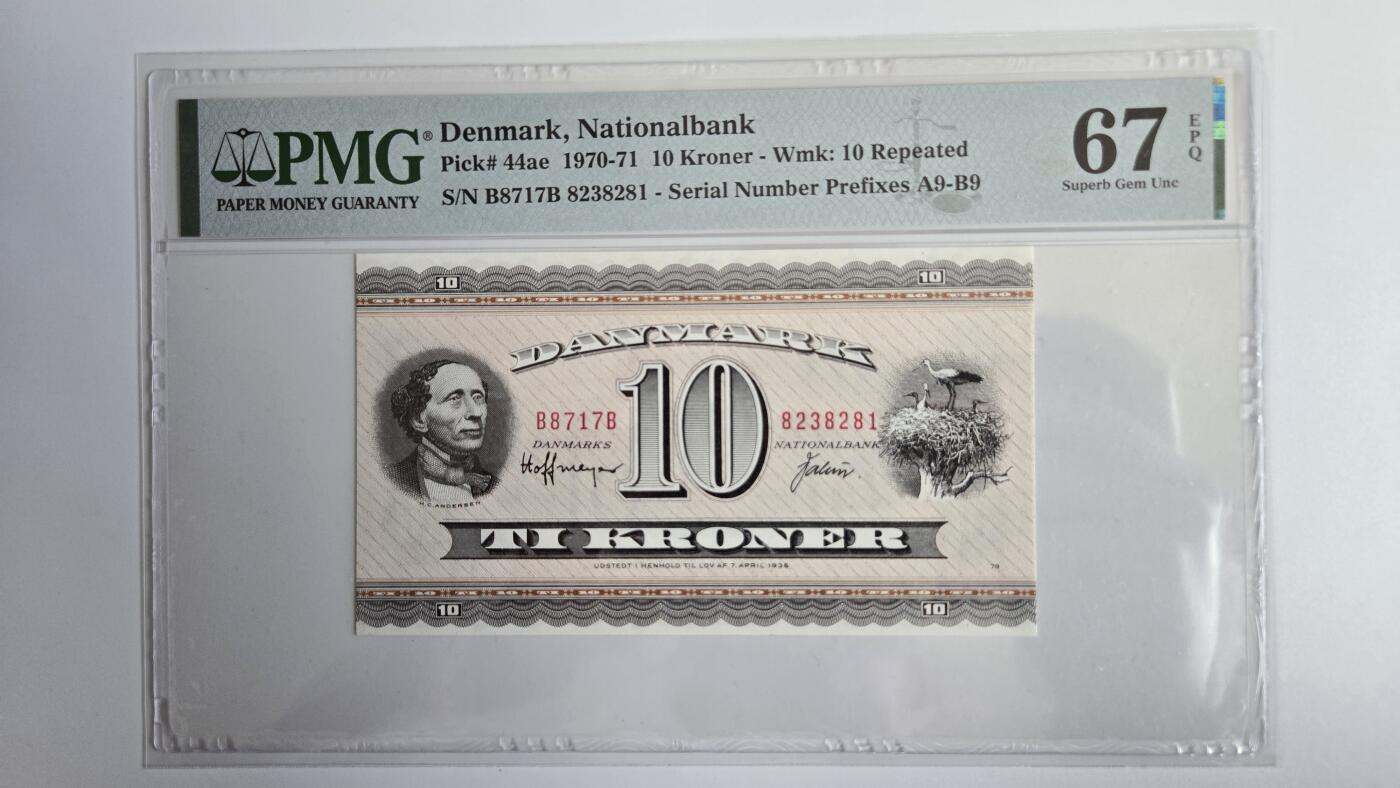 PMG®
PAPER MONEY GUARANTY
Denmark, Nationalbank
Pick# 44ae 1970-71 10 Kroner - Wmk: 10 Repeated
S/N B8717B 8238281 - Serial Number Prefixes A9-B9
67
EPQ
Superb Gem Unc
10 10
DANMARK
10
B8717B 8238281
DANMARKS NATIONALBANK
Hoffmeyer
H.C. ANDERSEN
TI KRONER
UDSTEDT I HENHOLD TIL LOV AF 7. APRIL 1936
10 10